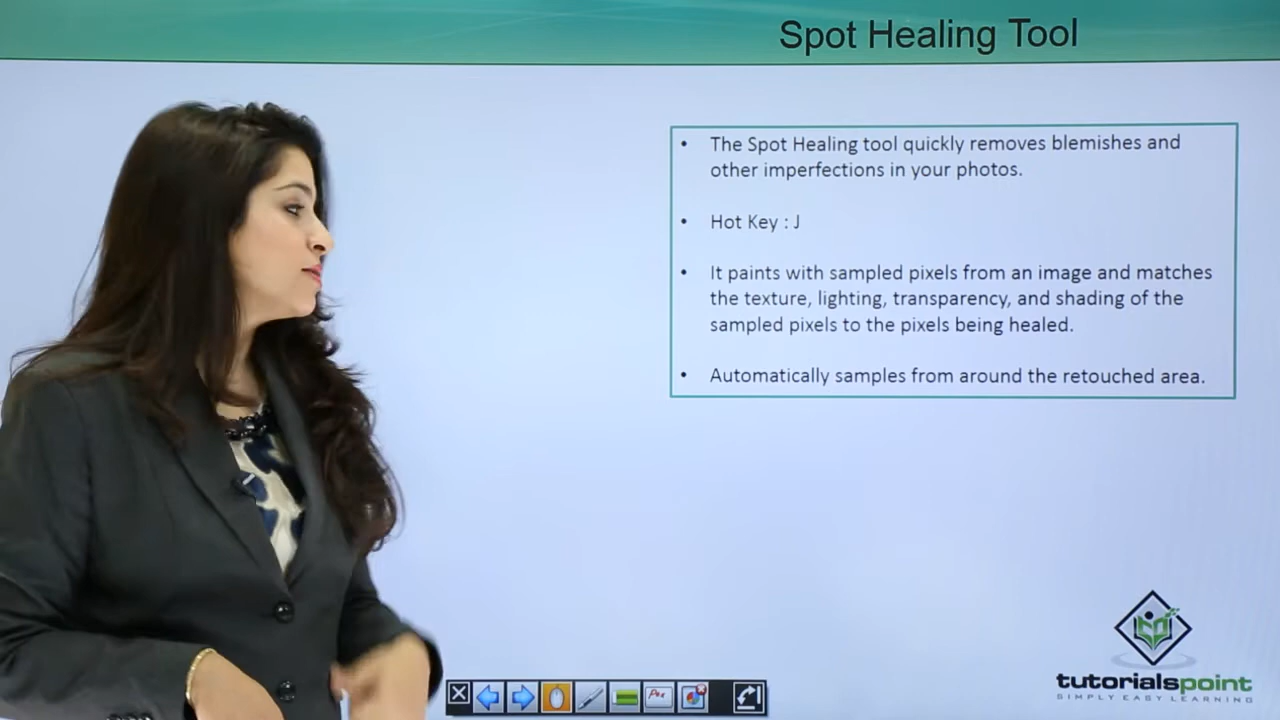 Spot Healing Tool
• The Spot Healing tool quickly removes blemishes and
other imperfections in your photos.
• Hot Key : J
• It paints with sampled pixels from an image and matches
the texture, lighting, transparency, and shading of the
sampled pixels to the pixels being healed.
• Automatically samples from around the retouched area.
tutorialspoint
SIMPLY EASY LEARNING